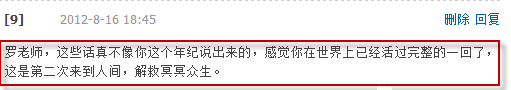 [9] 2012-8-16 18:45 删除 回复
罗老师，这些话真不像你这个年纪说出来的，感觉你在世界上已经活过完整的一回了，
这是第二次来到人间，解救冥冥众生。